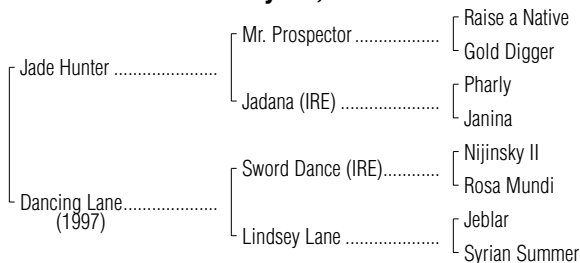 Raise a Native
Mr. Prospector ...................
Gold Digger
Jade Hunter .......................
Pharly
Jadana (IRE) ......................
Janina
Nijinsky II
Sword Dance (IRE)............
Rosa Mundi
Dancing Lane.....................
(1997)
Jeblar
Lindsey Lane .....................
Syrian Summer